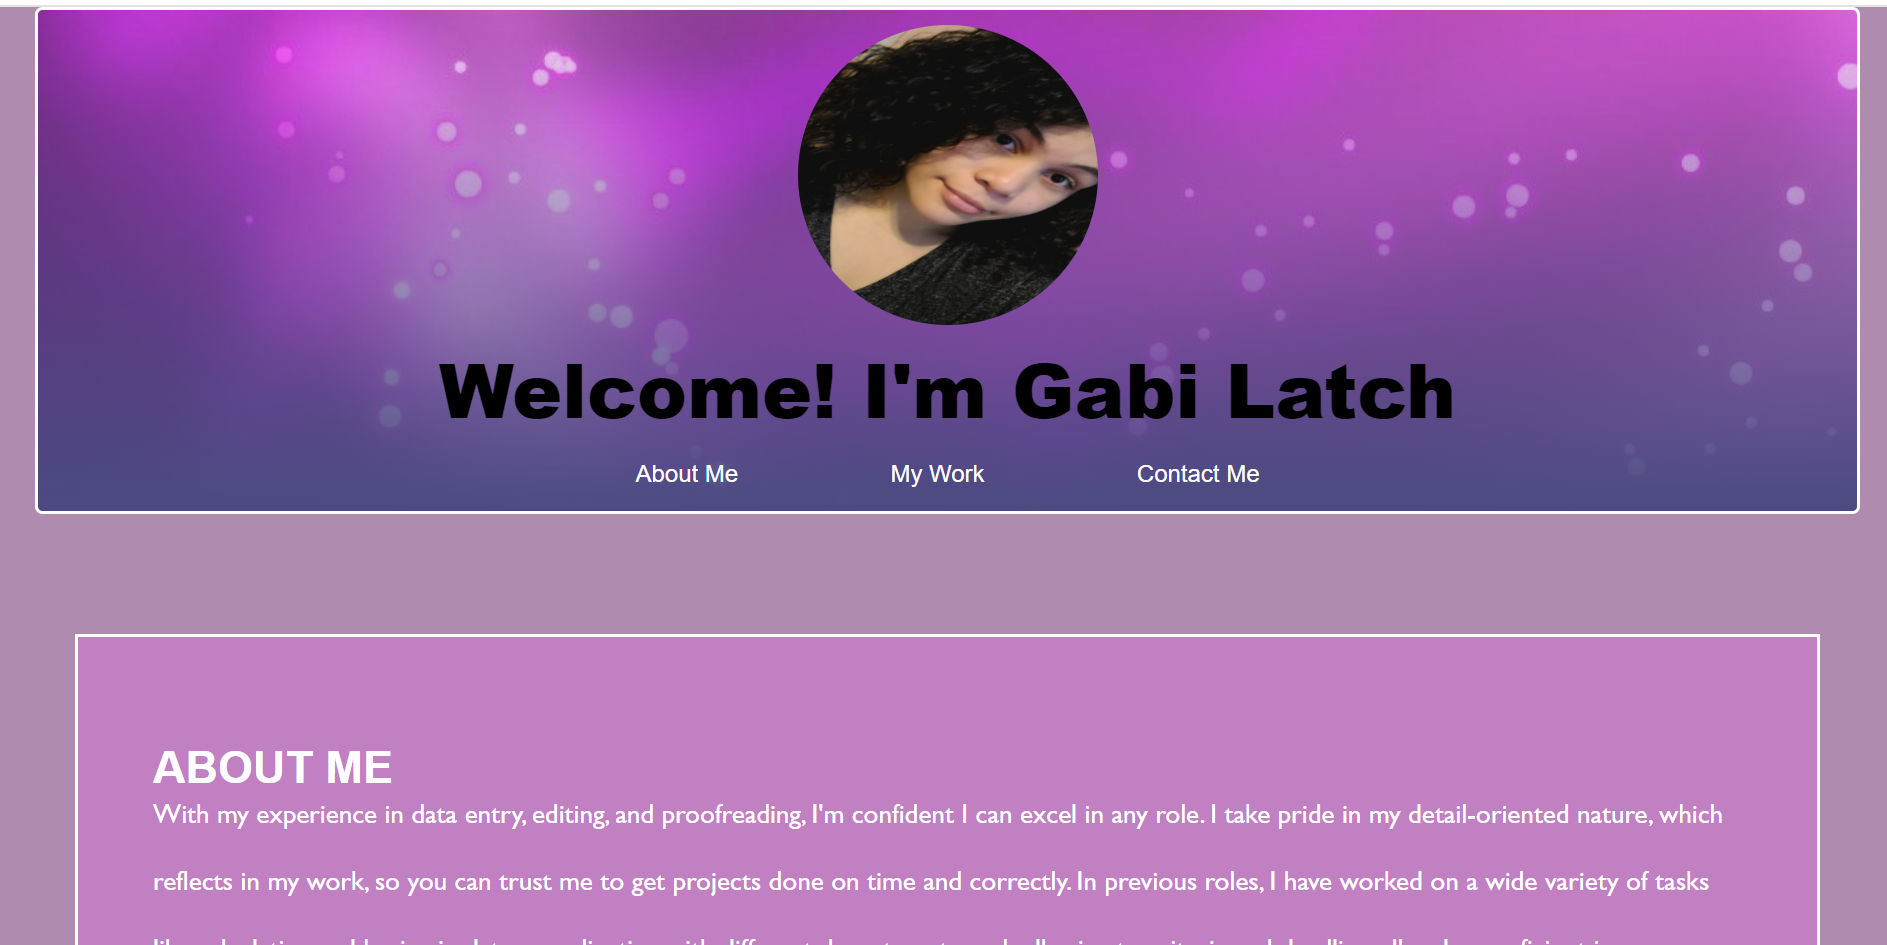 Welcome! I'm Gabi Latch
About Me My Work Contact Me
ABOUT ME
With my experience in data entry, editing, and proofreading, I'm confident I can excel in any role. I take pride in my detail-oriented nature, which
reflects in my work, so you can trust me to get projects done on time and correctly. In previous roles, I have worked on a wide variety of tasks